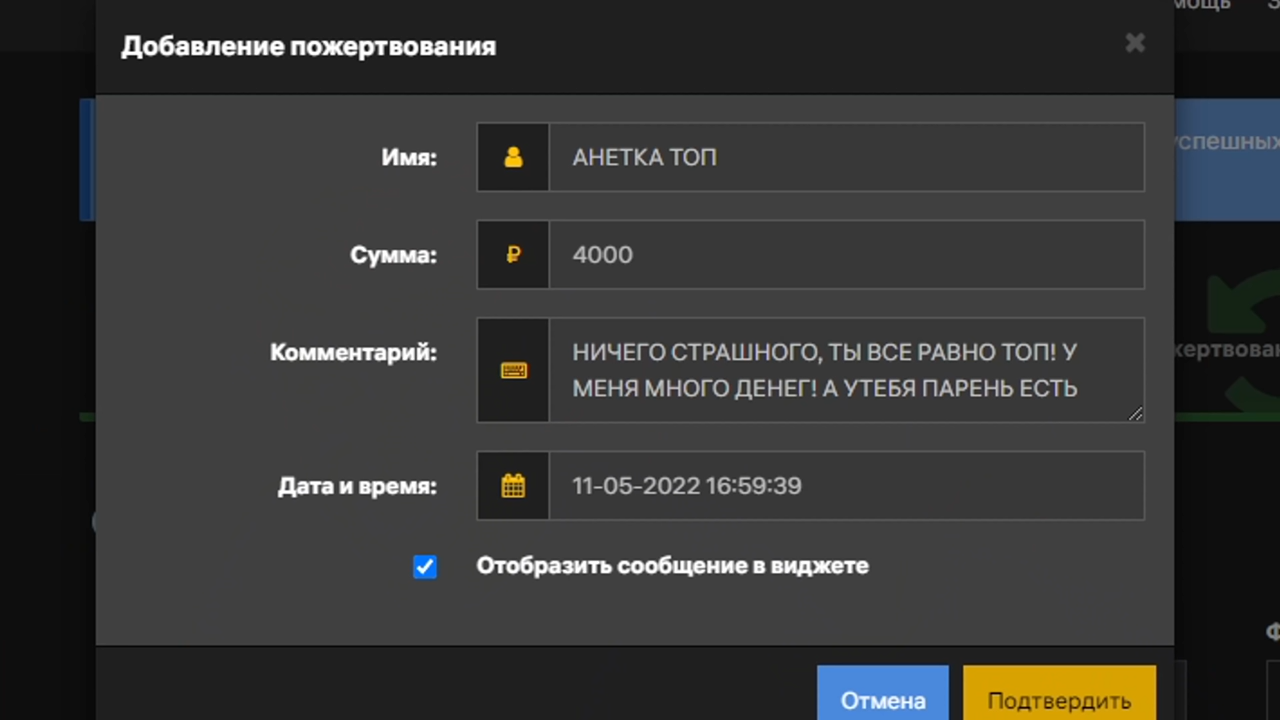 Добавление пожертвования
Имя:
АНЕТКА ТОП
Сумма:
4000
Комментарий:
НИЧЕГО СТРАШНОГО, ТЫ ВСЕ РАВНО ТОП! У
МЕНЯ МНОГО ДЕНЕГ! А УТЕБЯ ПАРЕНЬ ЕСТЬ
Дата и время:
11-05-2022 16:59:39
Отобразить сообщение в виджете
Отмена
Подтвердить